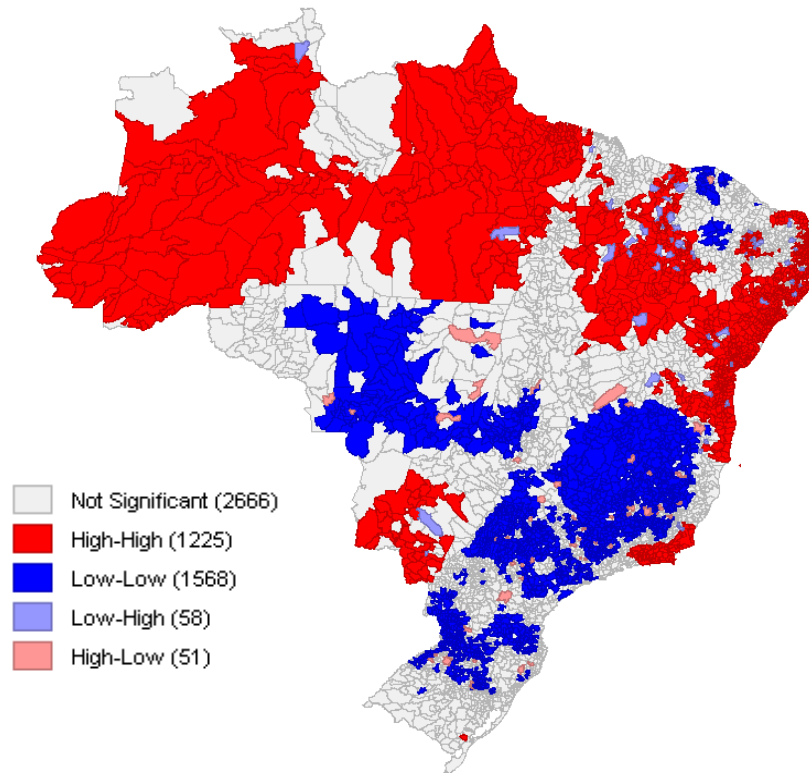 Not Significant (2666)
High-High (1225)
Low-Low (1568)
Low-High (58)
High-Low (51)